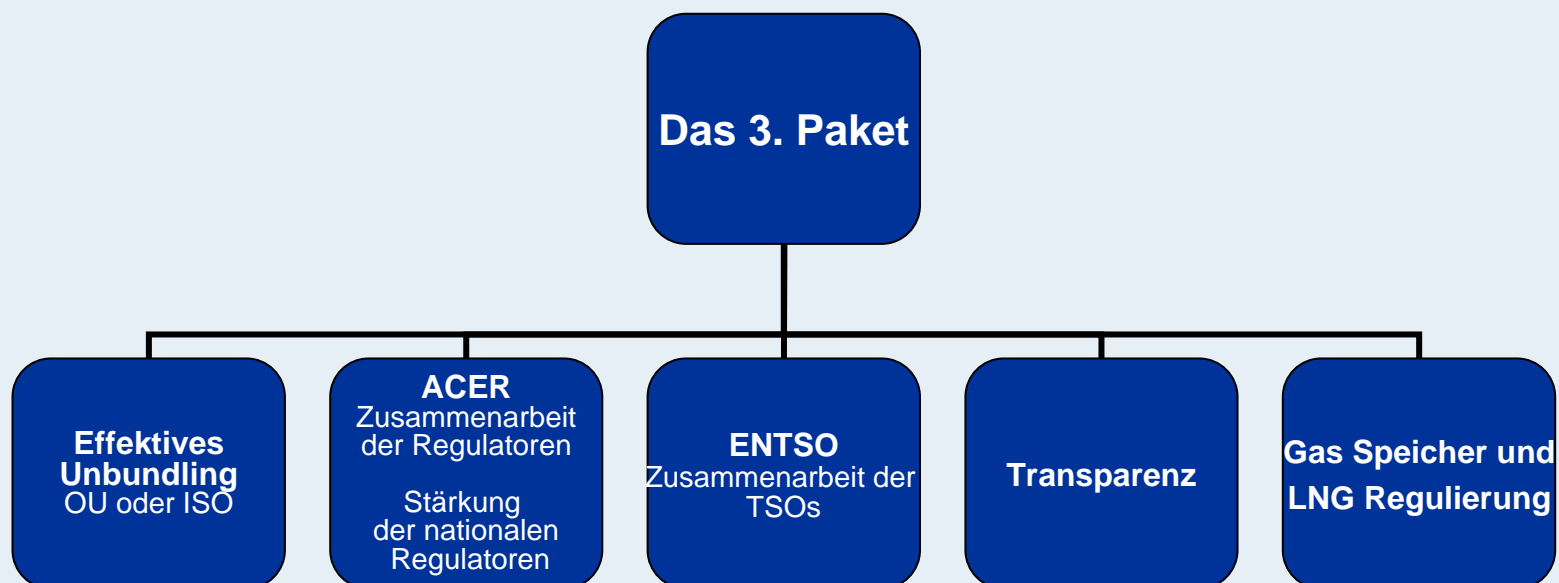 Das 3. Paket
Effektives
Unbundling
OU oder ISO
ACER
Zusammenarbeit
der Regulatoren
Stärkung
der nationalen
Regulatoren
ENTSO
Zusammenarbeit der
TSOs
Transparenz
Gas Speicher und
LNG Regulierung